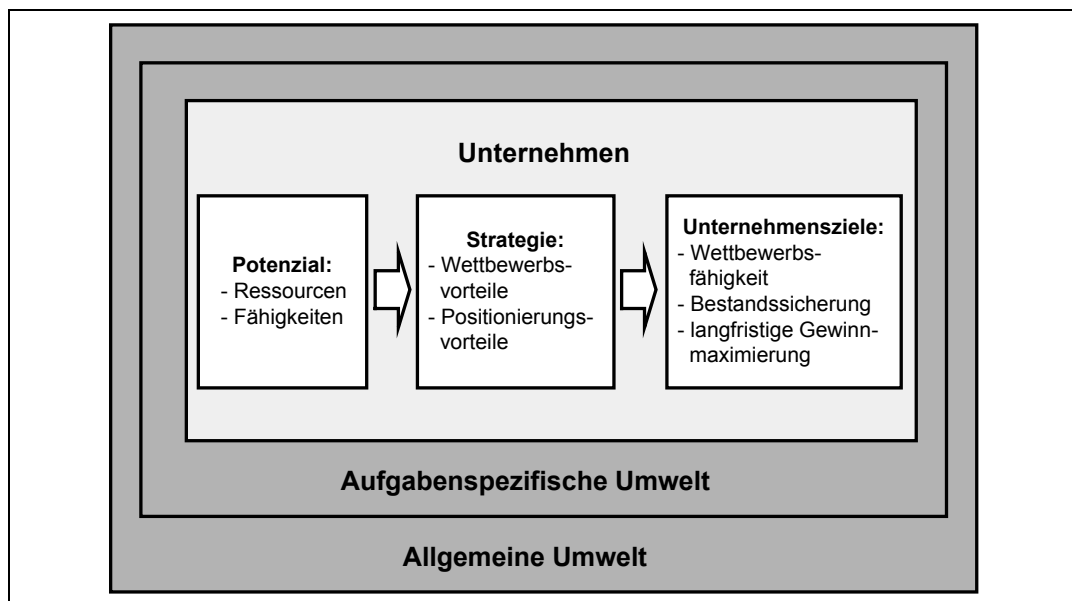 Unternehmen
Potenzial:
- Ressourcen
- Fähigkeiten
Strategie:
- Wettbewerbs-
vorteile
- Positionierungs-
vorteile
Unternehmensziele:
- Wettbewerbs-
fähigkeit
- Bestandssicherung
- langfristige Gewinn-
maximierung
Aufgabenspezifische Umwelt
Allgemeine Umwelt